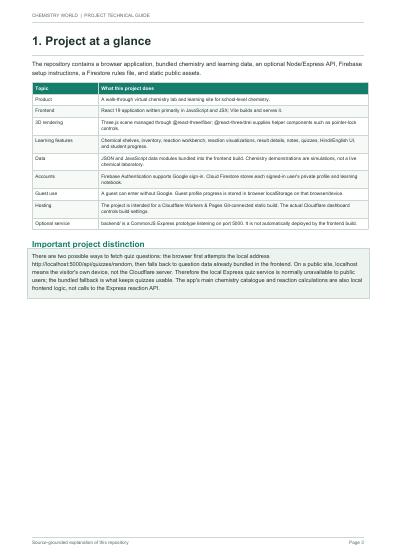 CHEMISTRY WORLD | PROJECT TECHNICAL GUIDE
1. Project at a glance
The repository contains a browser application, bundled chemistry and learning data, an optional Node/Express API, Firebase
setup instructions, a Firestore rules file, and static public assets.
Topic What this project does
Product A walk-through virtual chemistry lab and learning site for school-level chemistry.
Frontend React 19 application written primarily in JavaScript and JSX; Vite builds and serves it.
3D rendering Three.js scene managed through @react-three/fiber; @react-three/drei supplies helper components such as pointer-lock
controls.
Learning features Chemical shelves, inventory, reaction workbench, reaction visualizations, result details, notes, quizzes, Hindi/English UI,
and student progress.
Data JSON and JavaScript data modules bundled into the frontend build. Chemistry demonstrations are simulations, not a live
chemical laboratory.
Accounts Firebase Authentication supports Google sign-in. Cloud Firestore stores each signed-in user's private profile and learning
notebook.
Guest use A guest can enter without Google. Guest profile progress is stored in browser localStorage on that browser/device.
Hosting The project is intended for a Cloudflare Workers & Pages Git-connected static build. The actual Cloudflare dashboard
controls build settings.
Optional service backend/ is a CommonJS Express prototype listening on port 5000. It is not automatically deployed by the frontend build.
Important project distinction
There are two possible ways to fetch quiz questions: the browser first attempts the local address
http://localhost:5000/api/quizzes/random, then falls back to question data already bundled in the frontend. On a public site, localhost
means the visitor's own device, not the Cloudflare server. Therefore the local Express quiz service is normally unavailable to public
users; the bundled fallback is what keeps quizzes usable. The app's main chemistry catalogue and reaction calculations are also local
frontend logic, not calls to the Express reaction API.
Source-grounded explanation of this repository
Page 2